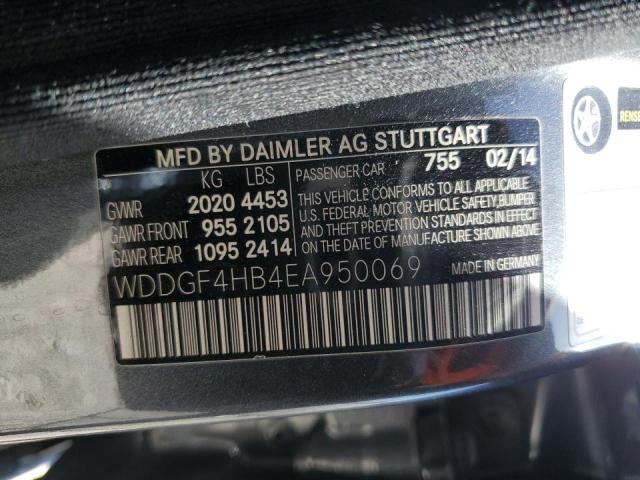 MFD BY DAIMLER AG STUTTGART
KG LBS PASSENGER CAR 755 02/14
GVWR 2020 4453
GAWR FRONT 955 2105
GAWR REAR 1095 2414
THIS VEHICLE CONFORMS TO ALL APPLICABLE
U.S. FEDERAL MOTOR VEHICLE SAFETY, BUMPER
AND THEFT PREVENTION STANDARDS IN EFFECT
ON THE DATE OF MANUFACTURE SHOWN ABOVE.
WDDGF4HB4EA950069 MADE IN GERMANY